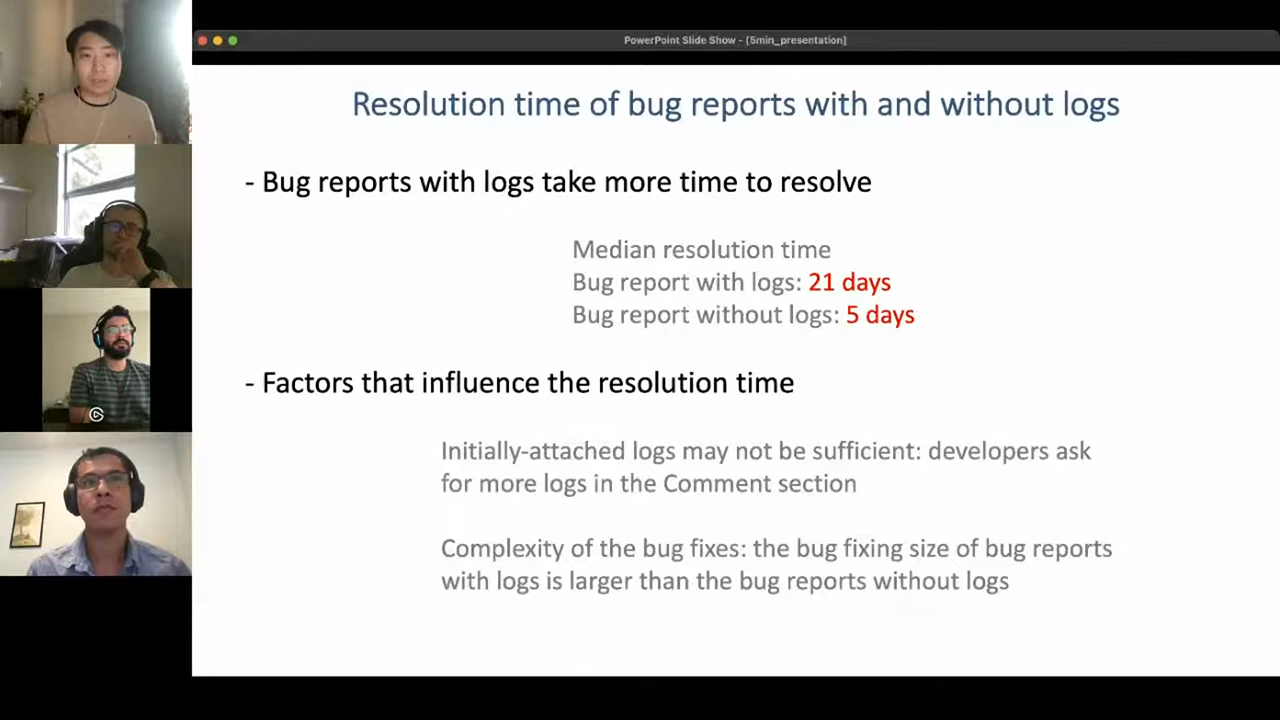 PowerPoint Slide Show - [5min_presentation]
Resolution time of bug reports with and without logs
- Bug reports with logs take more time to resolve
Median resolution time
Bug report with logs: 21 days
Bug report without logs: 5 days
- Factors that influence the resolution time
Initially-attached logs may not be sufficient: developers ask
for more logs in the Comment section
Complexity of the bug fixes: the bug fixing size of bug reports
with logs is larger than the bug reports without logs